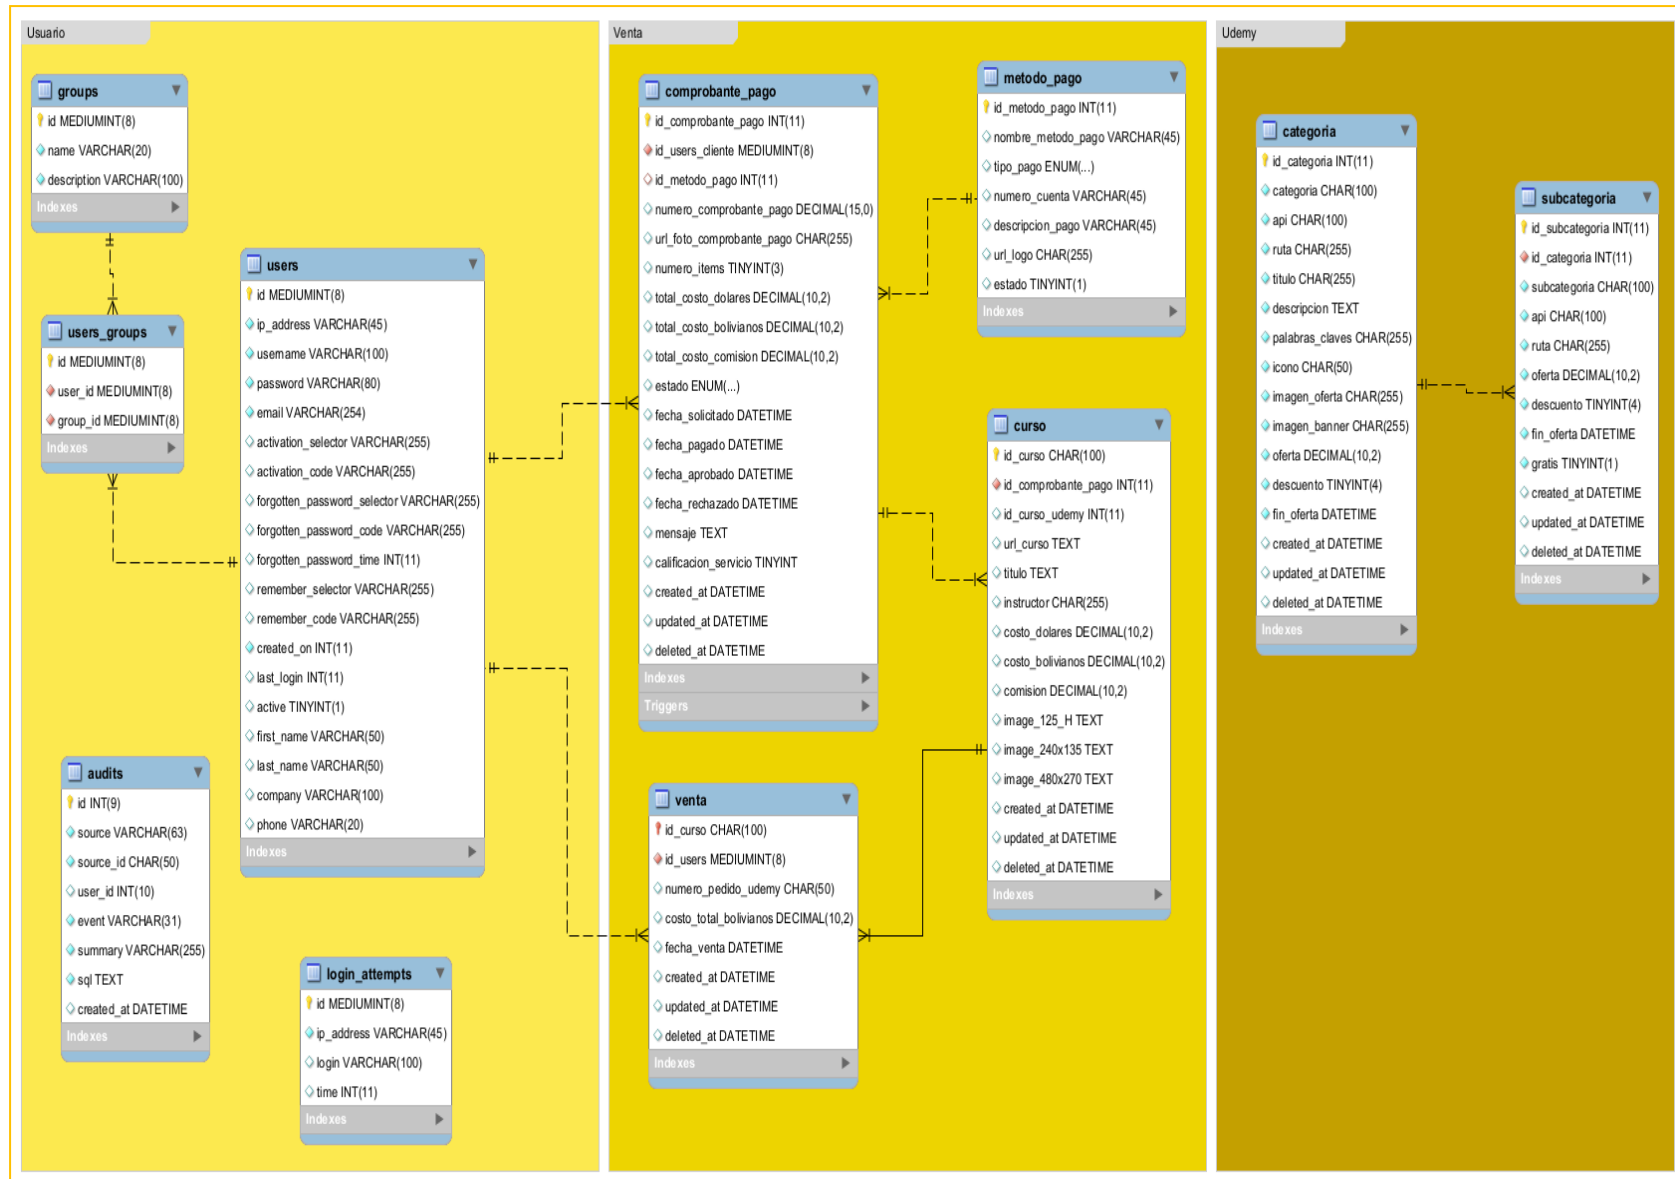 Usuario
groups
id MEDIUMINT(8)
name VARCHAR(20)
description VARCHAR(100)
Indexes
users_groups
id MEDIUMINT(8)
user_id MEDIUMINT(8)
group_id MEDIUMINT(8)
Indexes
users
id MEDIUMINT(8)
ip_address VARCHAR(45)
username VARCHAR(100)
password VARCHAR(80)
email VARCHAR(254)
activation_selector VARCHAR(255)
activation_code VARCHAR(255)
forgotten_password_selector VARCHAR(255)
forgotten_password_code VARCHAR(255)
forgotten_password_time INT(11)
remember_selector VARCHAR(255)
remember_code VARCHAR(255)
created_on INT(11)
last_login INT(11)
active TINYINT(1)
first_name VARCHAR(50)
last_name VARCHAR(50)
company VARCHAR(100)
phone VARCHAR(20)
Indexes
audits
id INT(9)
source VARCHAR(63)
source_id CHAR(50)
user_id INT(10)
event VARCHAR(31)
summary VARCHAR(255)
sql TEXT
created_at DATETIME
Indexes
login_attempts
id MEDIUMINT(8)
ip_address VARCHAR(45)
login VARCHAR(100)
time INT(11)
Indexes
Venta
comprobante_pago
id_comprobante_pago INT(11)
id_users_cliente MEDIUMINT(8)
id_metodo_pago INT(11)
numero_comprobante_pago DECIMAL(15,0)
url_foto_comprobante_pago CHAR(255)
numero_items TINYINT(3)
total_costo_dolares DECIMAL(10,2)
total_costo_bolivianos DECIMAL(10,2)
total_costo_comision DECIMAL(10,2)
estado ENUM(...)
fecha_solicitado DATETIME
fecha_pagado DATETIME
fecha_aprobado DATETIME
fecha_rechazado DATETIME
mensaje TEXT
calificacion_servicio TINYINT
created_at DATETIME
updated_at DATETIME
deleted_at DATETIME
Indexes
Triggers
metodo_pago
id_metodo_pago INT(11)
nombre_metodo_pago VARCHAR(45)
tipo_pago ENUM(...)
numero_cuenta VARCHAR(45)
descripcion_pago VARCHAR(45)
url_logo CHAR(255)
estado TINYINT(1)
Indexes
curso
id_curso CHAR(100)
id_comprobante_pago INT(11)
id_curso_udemy INT(11)
url_curso TEXT
titulo TEXT
instructor CHAR(255)
costo_dolares DECIMAL(10,2)
costo_bolivianos DECIMAL(10,2)
comision DECIMAL(10,2)
image_125_H TEXT
image_240x135 TEXT
image_480x270 TEXT
created_at DATETIME
updated_at DATETIME
deleted_at DATETIME
Indexes
venta
id_curso CHAR(100)
id_users MEDIUMINT(8)
numero_pedido_udemy CHAR(50)
costo_total_bolivianos DECIMAL(10,2)
fecha_venta DATETIME
created_at DATETIME
updated_at DATETIME
deleted_at DATETIME
Indexes
Udemy
categoria
id_categoria INT(11)
categoria CHAR(100)
api CHAR(100)
ruta CHAR(255)
titulo CHAR(255)
descripcion TEXT
palabras_claves CHAR(255)
icono CHAR(50)
imagen_oferta CHAR(255)
imagen_banner CHAR(255)
oferta DECIMAL(10,2)
descuento TINYINT(4)
fin_oferta DATETIME
created_at DATETIME
updated_at DATETIME
deleted_at DATETIME
Indexes
subcategoria
id_subcategoria INT(11)
id_categoria INT(11)
subcategoria CHAR(100)
api CHAR(100)
ruta CHAR(255)
oferta DECIMAL(10,2)
descuento TINYINT(4)
fin_oferta DATETIME
gratis TINYINT(1)
created_at DATETIME
updated_at DATETIME
deleted_at DATETIME
Indexes